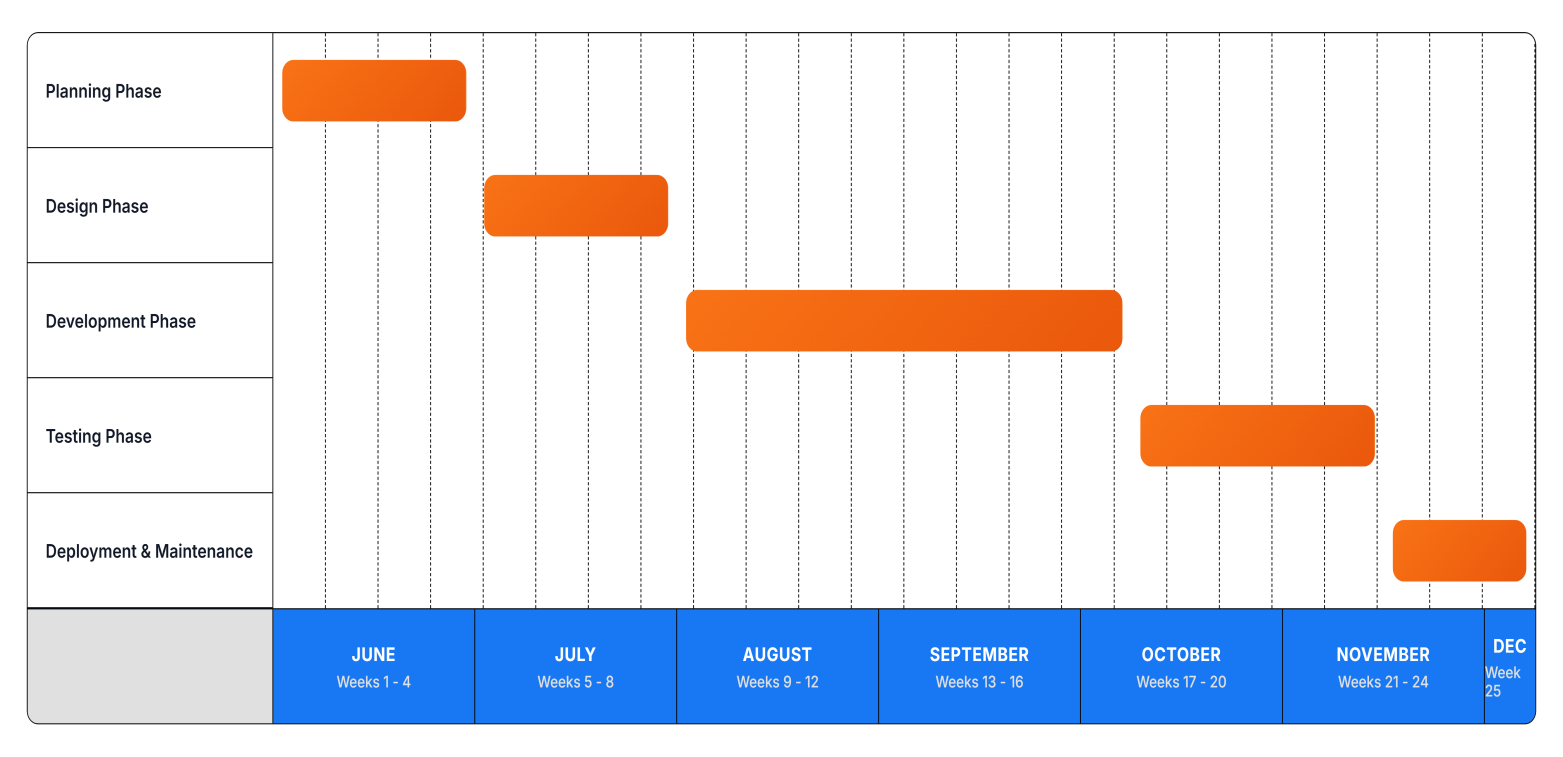 Planning Phase
Design Phase
Development Phase
Testing Phase
Deployment & Maintenance
JUNE
Weeks 1 - 4
JULY
Weeks 5 - 8
AUGUST
Weeks 9 - 12
SEPTEMBER
Weeks 13 - 16
OCTOBER
Weeks 17 - 20
NOVEMBER
Weeks 21 - 24
DEC
Week
25